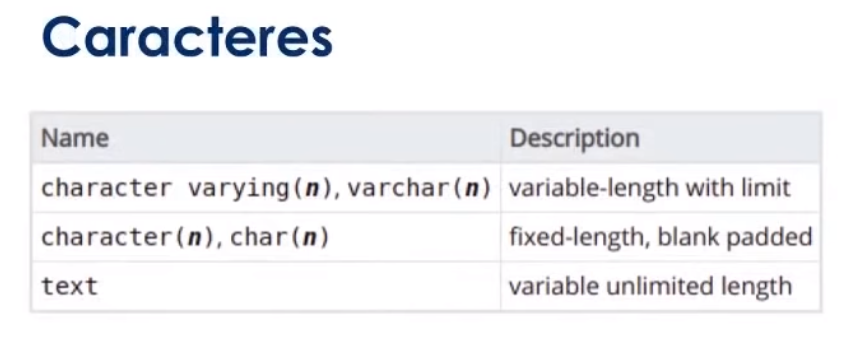 Caracteres
Name Description
character varying(n), varchar(n) variable-length with limit
character(n), char(n) fixed-length, blank padded
text variable unlimited length